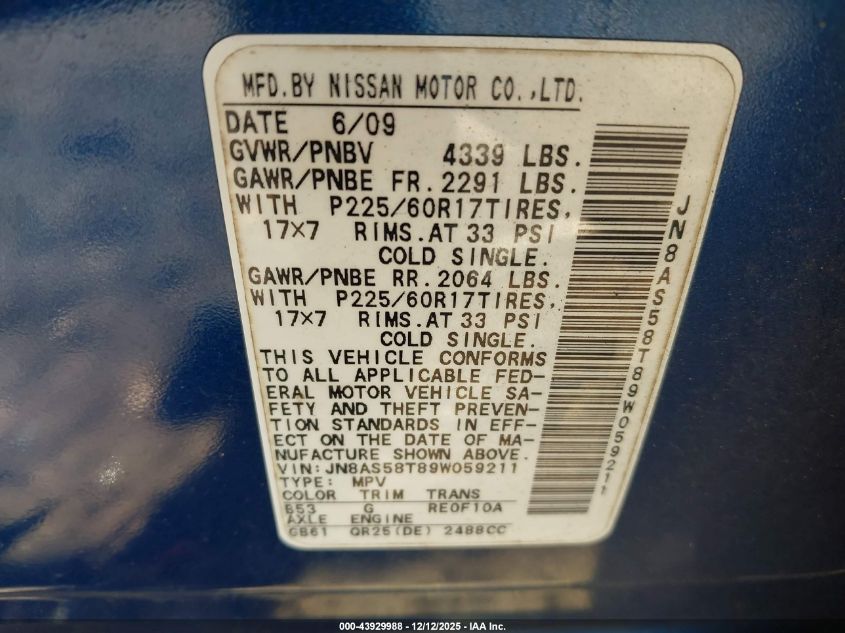 MFD.BY NISSAN MOTOR CO.,LTD.
DATE 6/09
GVWR/PNBV 4339 LBS.
GAWR/PNBE FR.2291 LBS.
WITH P225/60R17TIRES,
17×7 RIMS.AT 33 PSI
COLD SINGLE.
GAWR/PNBE RR.2064 LBS.
WITH P225/60R17TIRES,
17×7 RIMS.AT 33 PSI
COLD SINGLE.
THIS VEHICLE CONFORMS
TO ALL APPLICABLE FED-
ERAL MOTOR VEHICLE SA-
FETY AND THEFT PREVEN-
TION STANDARDS IN EFF-
ECT ON THE DATE OF MA-
NUFACTURE SHOWN ABOVE.
VIN:JN8AS58T89W059211
TYPE: MPV
COLOR TRIM TRANS
B53 G RE0F10A
AXLE ENGINE
GB61 QR25(DE) 2488CC
JN8AS58T89W059211
000-43929988 - 12/12/2025 - IAA Inc.